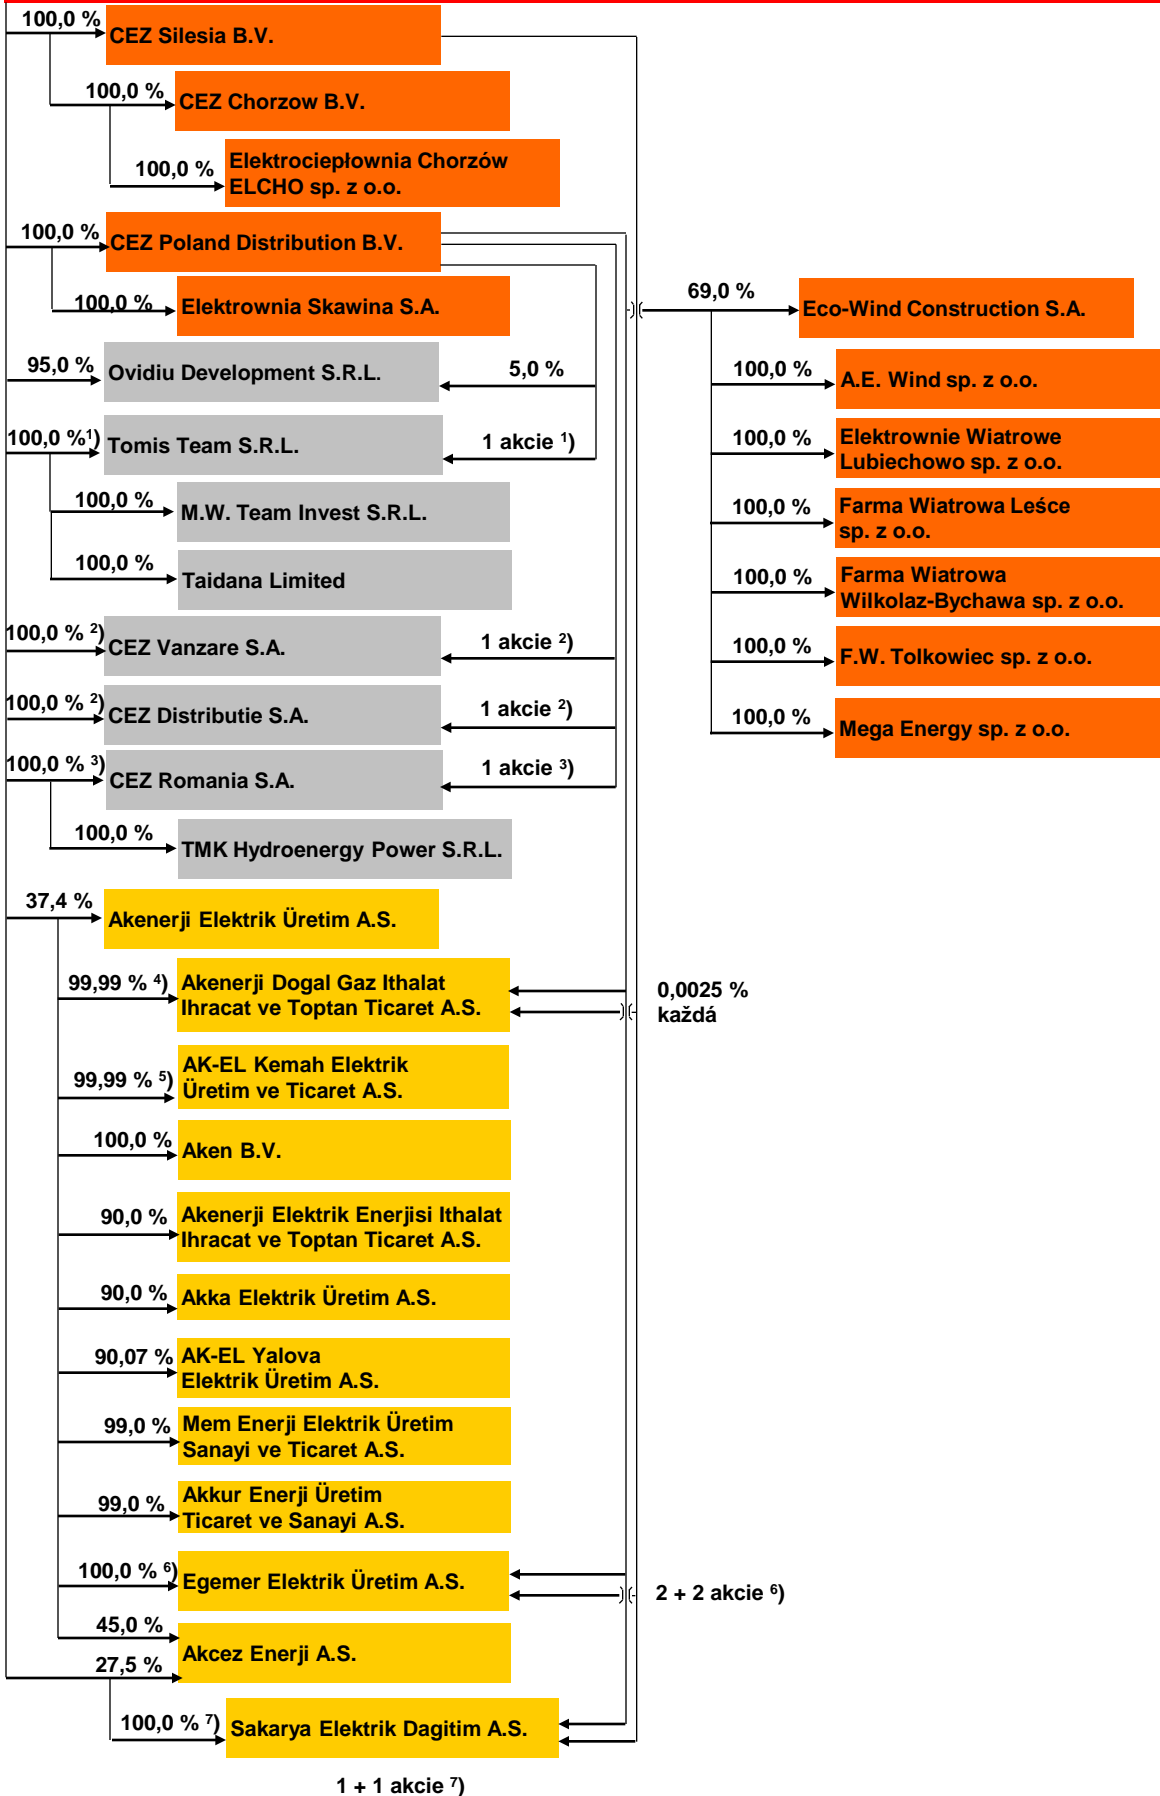 100,0 %
CEZ Silesia B.V.
100,0 %
CEZ Chorzow B.V.
100,0 %
Elektrociepłownia Chorzów
ELCHO sp. z o.o.
100,0 %
CEZ Poland Distribution B.V.
100,0 %
Elektrownia Skawina S.A.
69,0 %
Eco-Wind Construction S.A.
95,0 %
Ovidiu Development S.R.L.
5,0 %
100,0 %
A.E. Wind sp. z o.o.
100,0 %¹)
Tomis Team S.R.L.
1 akcie ¹)
100,0 %
Elektrownie Wiatrowe
Lubiechowo sp. z o.o.
100,0 %
M.W. Team Invest S.R.L.
100,0 %
Farma Wiatrowa Leśce
sp. z o.o.
100,0 %
Taidana Limited
100,0 %
Farma Wiatrowa
Wilkolaz-Bychawa sp. z o.o.
100,0 % ²)
CEZ Vanzare S.A.
1 akcie ²)
100,0 %
F.W. Tolkowiec sp. z o.o.
100,0 % ²)
CEZ Distributie S.A.
1 akcie ²)
100,0 %
Mega Energy sp. z o.o.
100,0 % ³)
CEZ Romania S.A.
1 akcie ³)
100,0 %
TMK Hydroenergy Power S.R.L.
37,4 %
Akenerji Elektrik Üretim A.S.
99,99 % ⁴)
Akenerji Dogal Gaz Ithalat
Ihracat ve Toptan Ticaret A.S.
0,0025 %
každá
99,99 % ⁵)
AK-EL Kemah Elektrik
Üretim ve Ticaret A.S.
100,0 %
Aken B.V.
90,0 %
Akenerji Elektrik Enerjisi Ithalat
Ihracat ve Toptan Ticaret A.S.
90,0 %
Akka Elektrik Üretim A.S.
90,07 %
AK-EL Yalova
Elektrik Üretim A.S.
99,0 %
Mem Enerji Elektrik Üretim
Sanayi ve Ticaret A.S.
99,0 %
Akkur Enerji Üretim
Ticaret ve Sanayi A.S.
100,0 % ⁶)
Egemer Elektrik Üretim A.S.
2 + 2 akcie ⁶)
45,0 %
Akcez Enerji A.S.
27,5 %
100,0 % ⁷)
Sakarya Elektrik Dagitim A.S.
1 + 1 akcie ⁷)